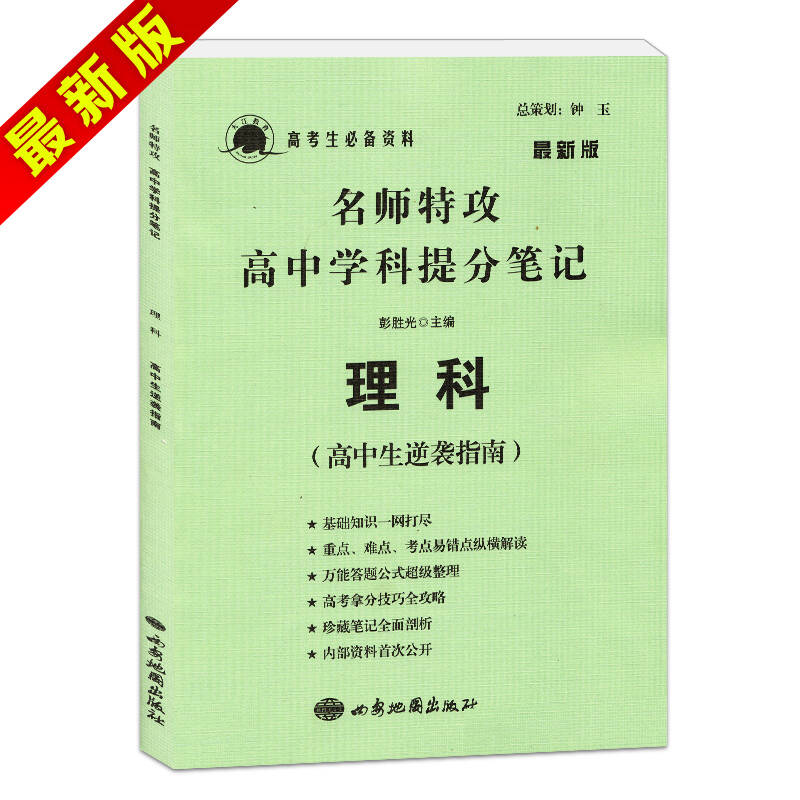 最新版
总策划：钟 玉
大江教育
高考生必备资料
最新版
名师特攻
高中学科提分笔记
彭胜光◎主编
理科
（高中生逆袭指南）
★ 基础知识一网打尽
★ 重点、难点、考点易错点纵横解读
★ 万能答题公式超级整理
★ 高考拿分技巧全攻略
★ 珍藏笔记全面剖析
★ 内部资料首次公开
西安地图出版社
名师特攻 高中学科提分笔记 理科 高中生逆袭指南 西安地图出版社